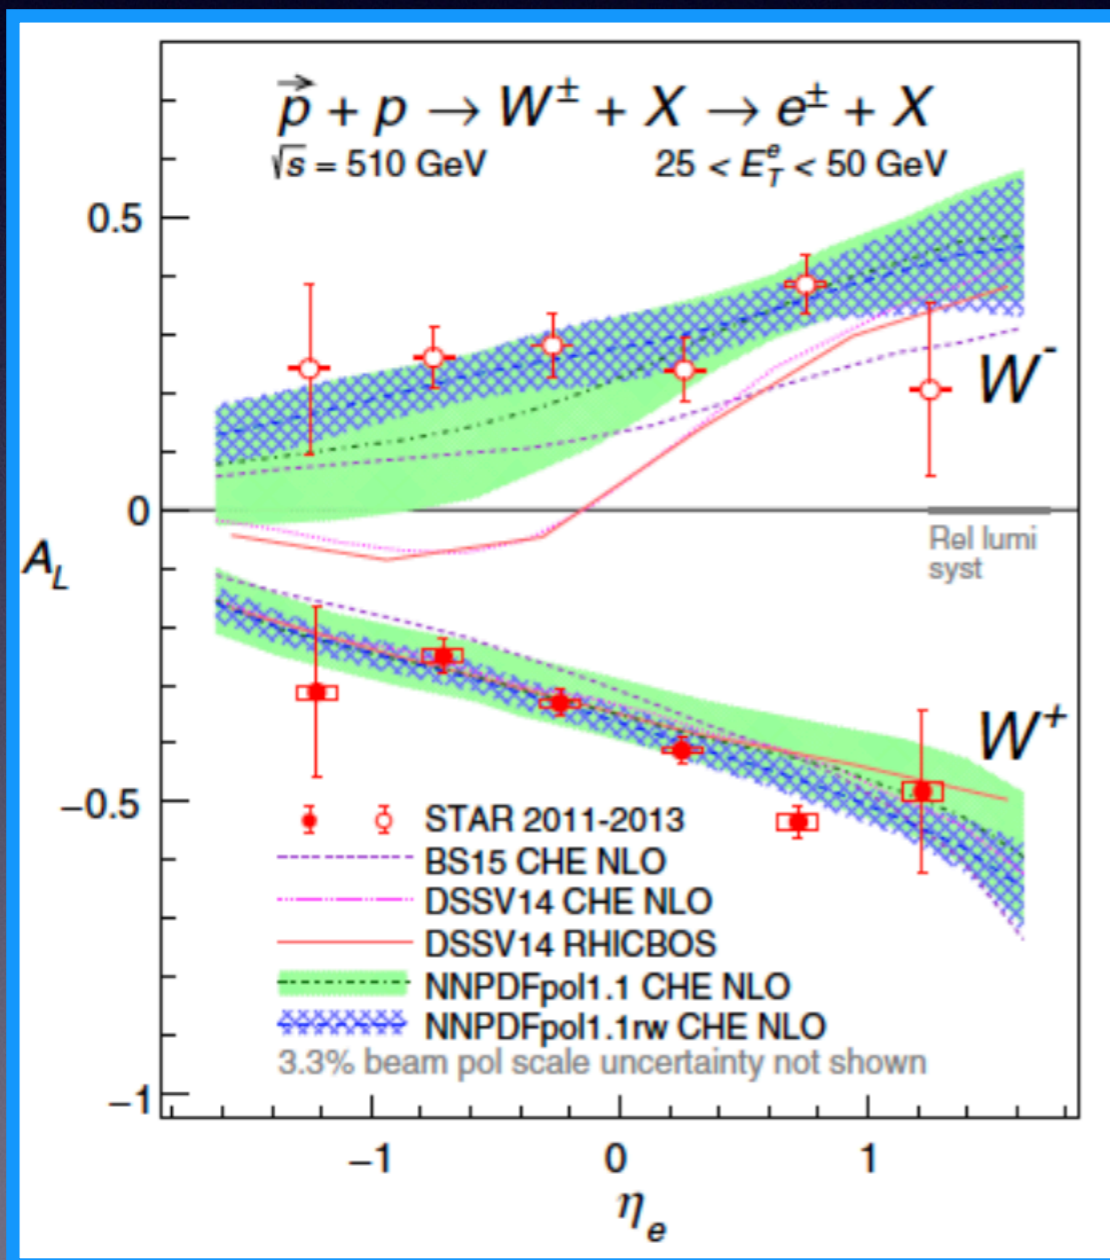 p⃗ + p → W± + X → e± + X
√s = 510 GeV 25 < E_T^e < 50 GeV
0.5
W⁻
0
Rel lumi
syst
A_L
W⁺
−0.5
STAR 2011-2013
BS15 CHE NLO
DSSV14 CHE NLO
DSSV14 RHICBOS
NNPDFpol1.1 CHE NLO
NNPDFpol1.1rw CHE NLO
3.3% beam pol scale uncertainty not shown
−1
−1 0 1
η_e